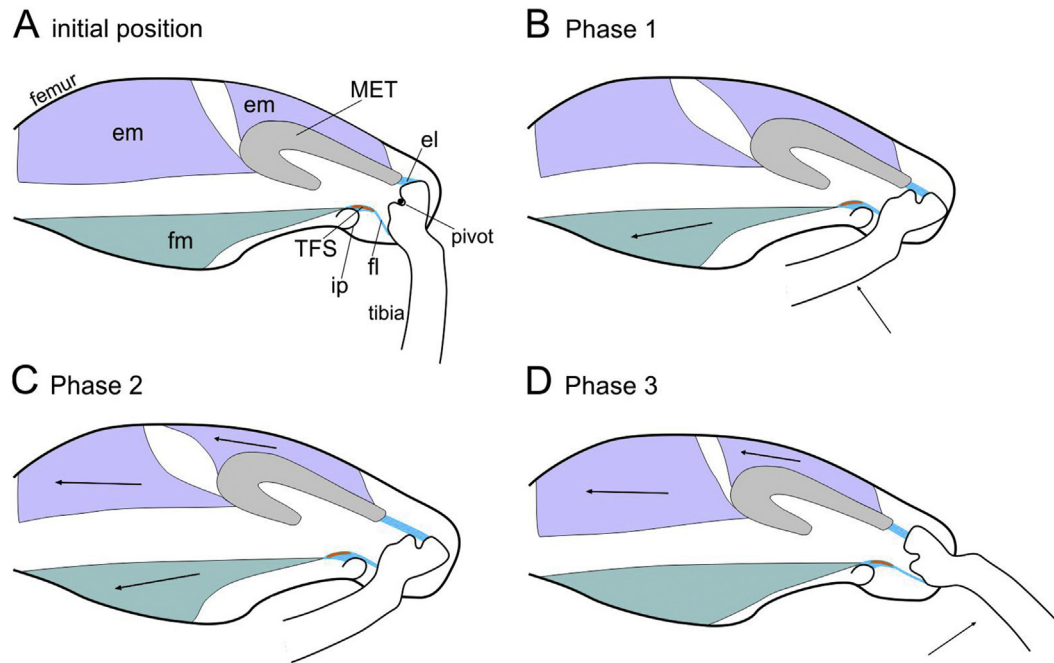 A initial position
femur
em
em
MET
el
pivot
fm
TFS
ip
fl
tibia
B Phase 1
C Phase 2
D Phase 3